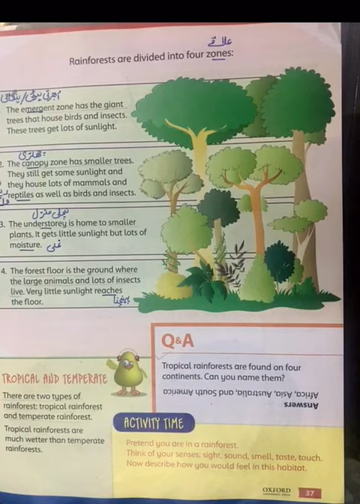 علاقے
Rainforests are divided into four zones:
The emergent zone has the giant
trees that house birds and insects.
These trees get lots of sunlight.
The canopy zone has smaller trees.
They still get some sunlight and
they house lots of mammals and
reptiles as well as birds and insects.
3. The understorey is home to smaller
plants. It gets little sunlight but lots of
moisture. نمی
4. The forest floor is the ground where
the large animals and lots of insects
live. Very little sunlight reaches
the floor.
Q&A
Tropical rainforests are found on four
continents. Can you name them?
Answers
Africa, Asia, Australia, and South America
TROPICAL AND TEMPERATE
There are two types of
rainforest: tropical rainforest
and temperate rainforest.
Tropical rainforests are
much wetter than temperate
rainforests.
ACTIVITY TIME
Pretend you are in a rainforest.
Think of your senses: sight, sound, smell, taste, touch.
Now describe how you would feel in this habitat.
OXFORD
UNIVERSITY PRESS
37